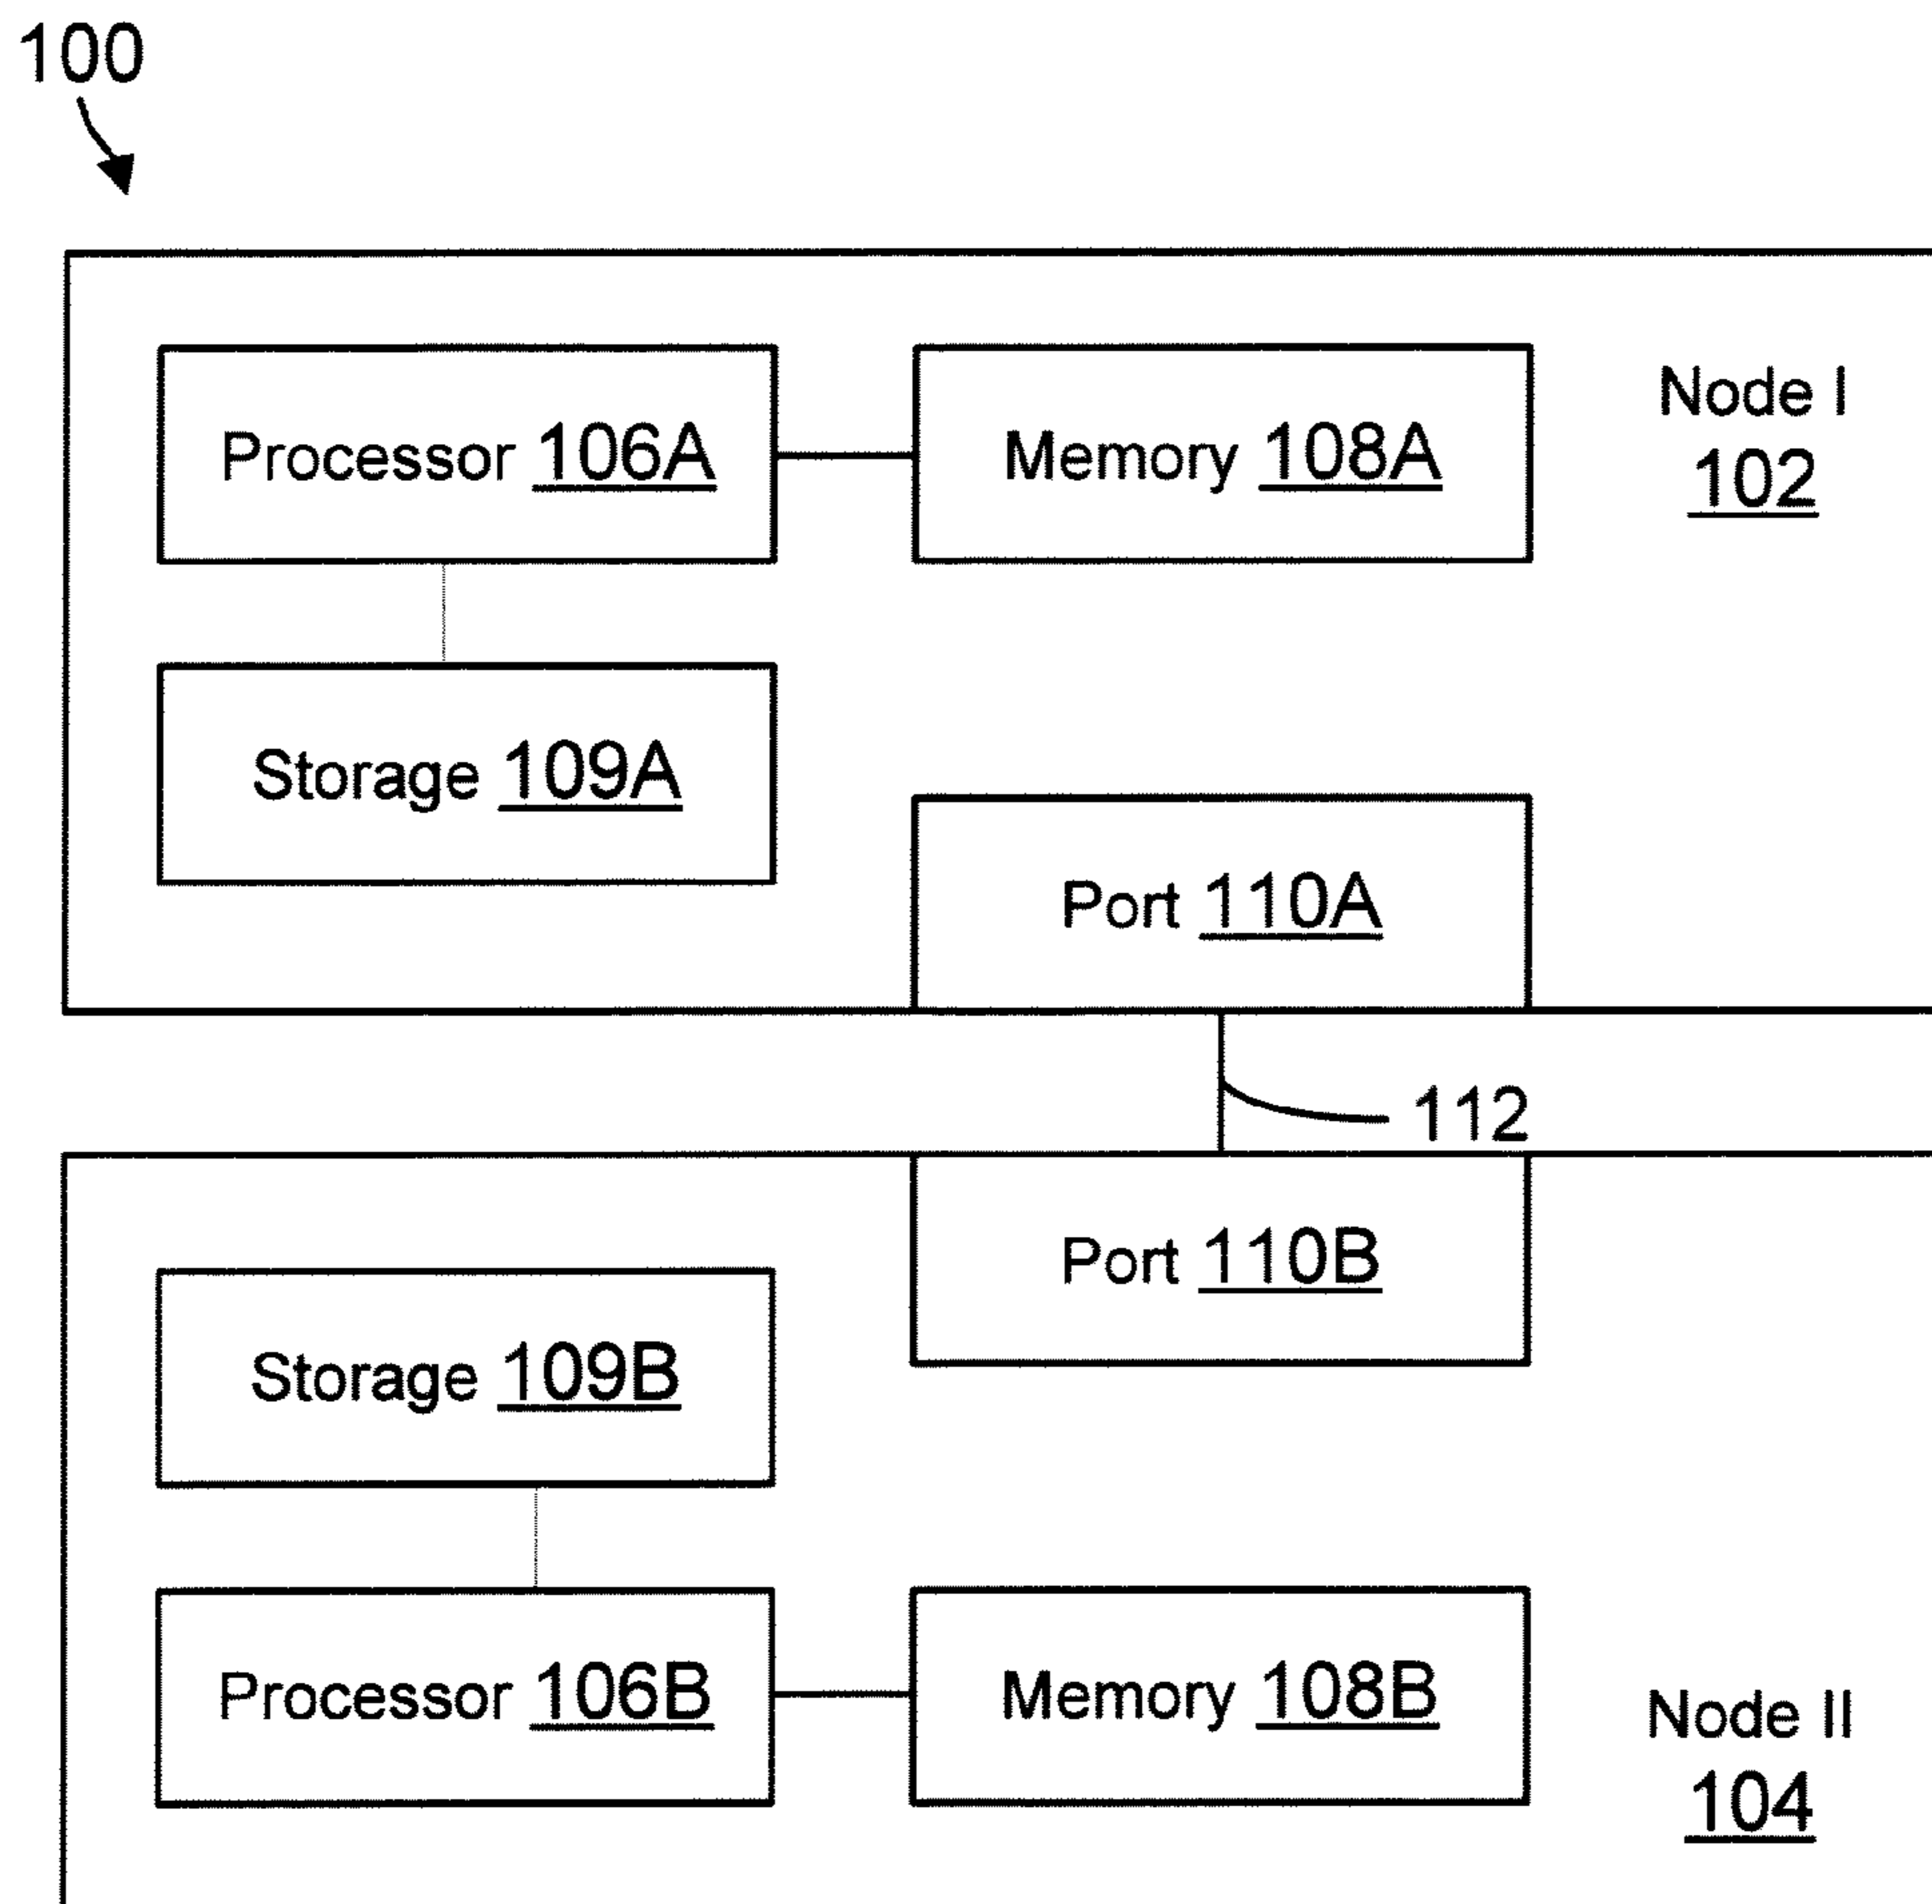 100
Processor 106A
Memory 108A
Node I
102
Storage 109A
Port 110A
112
Port 110B
Storage 109B
Processor 106B
Memory 108B
Node II
104